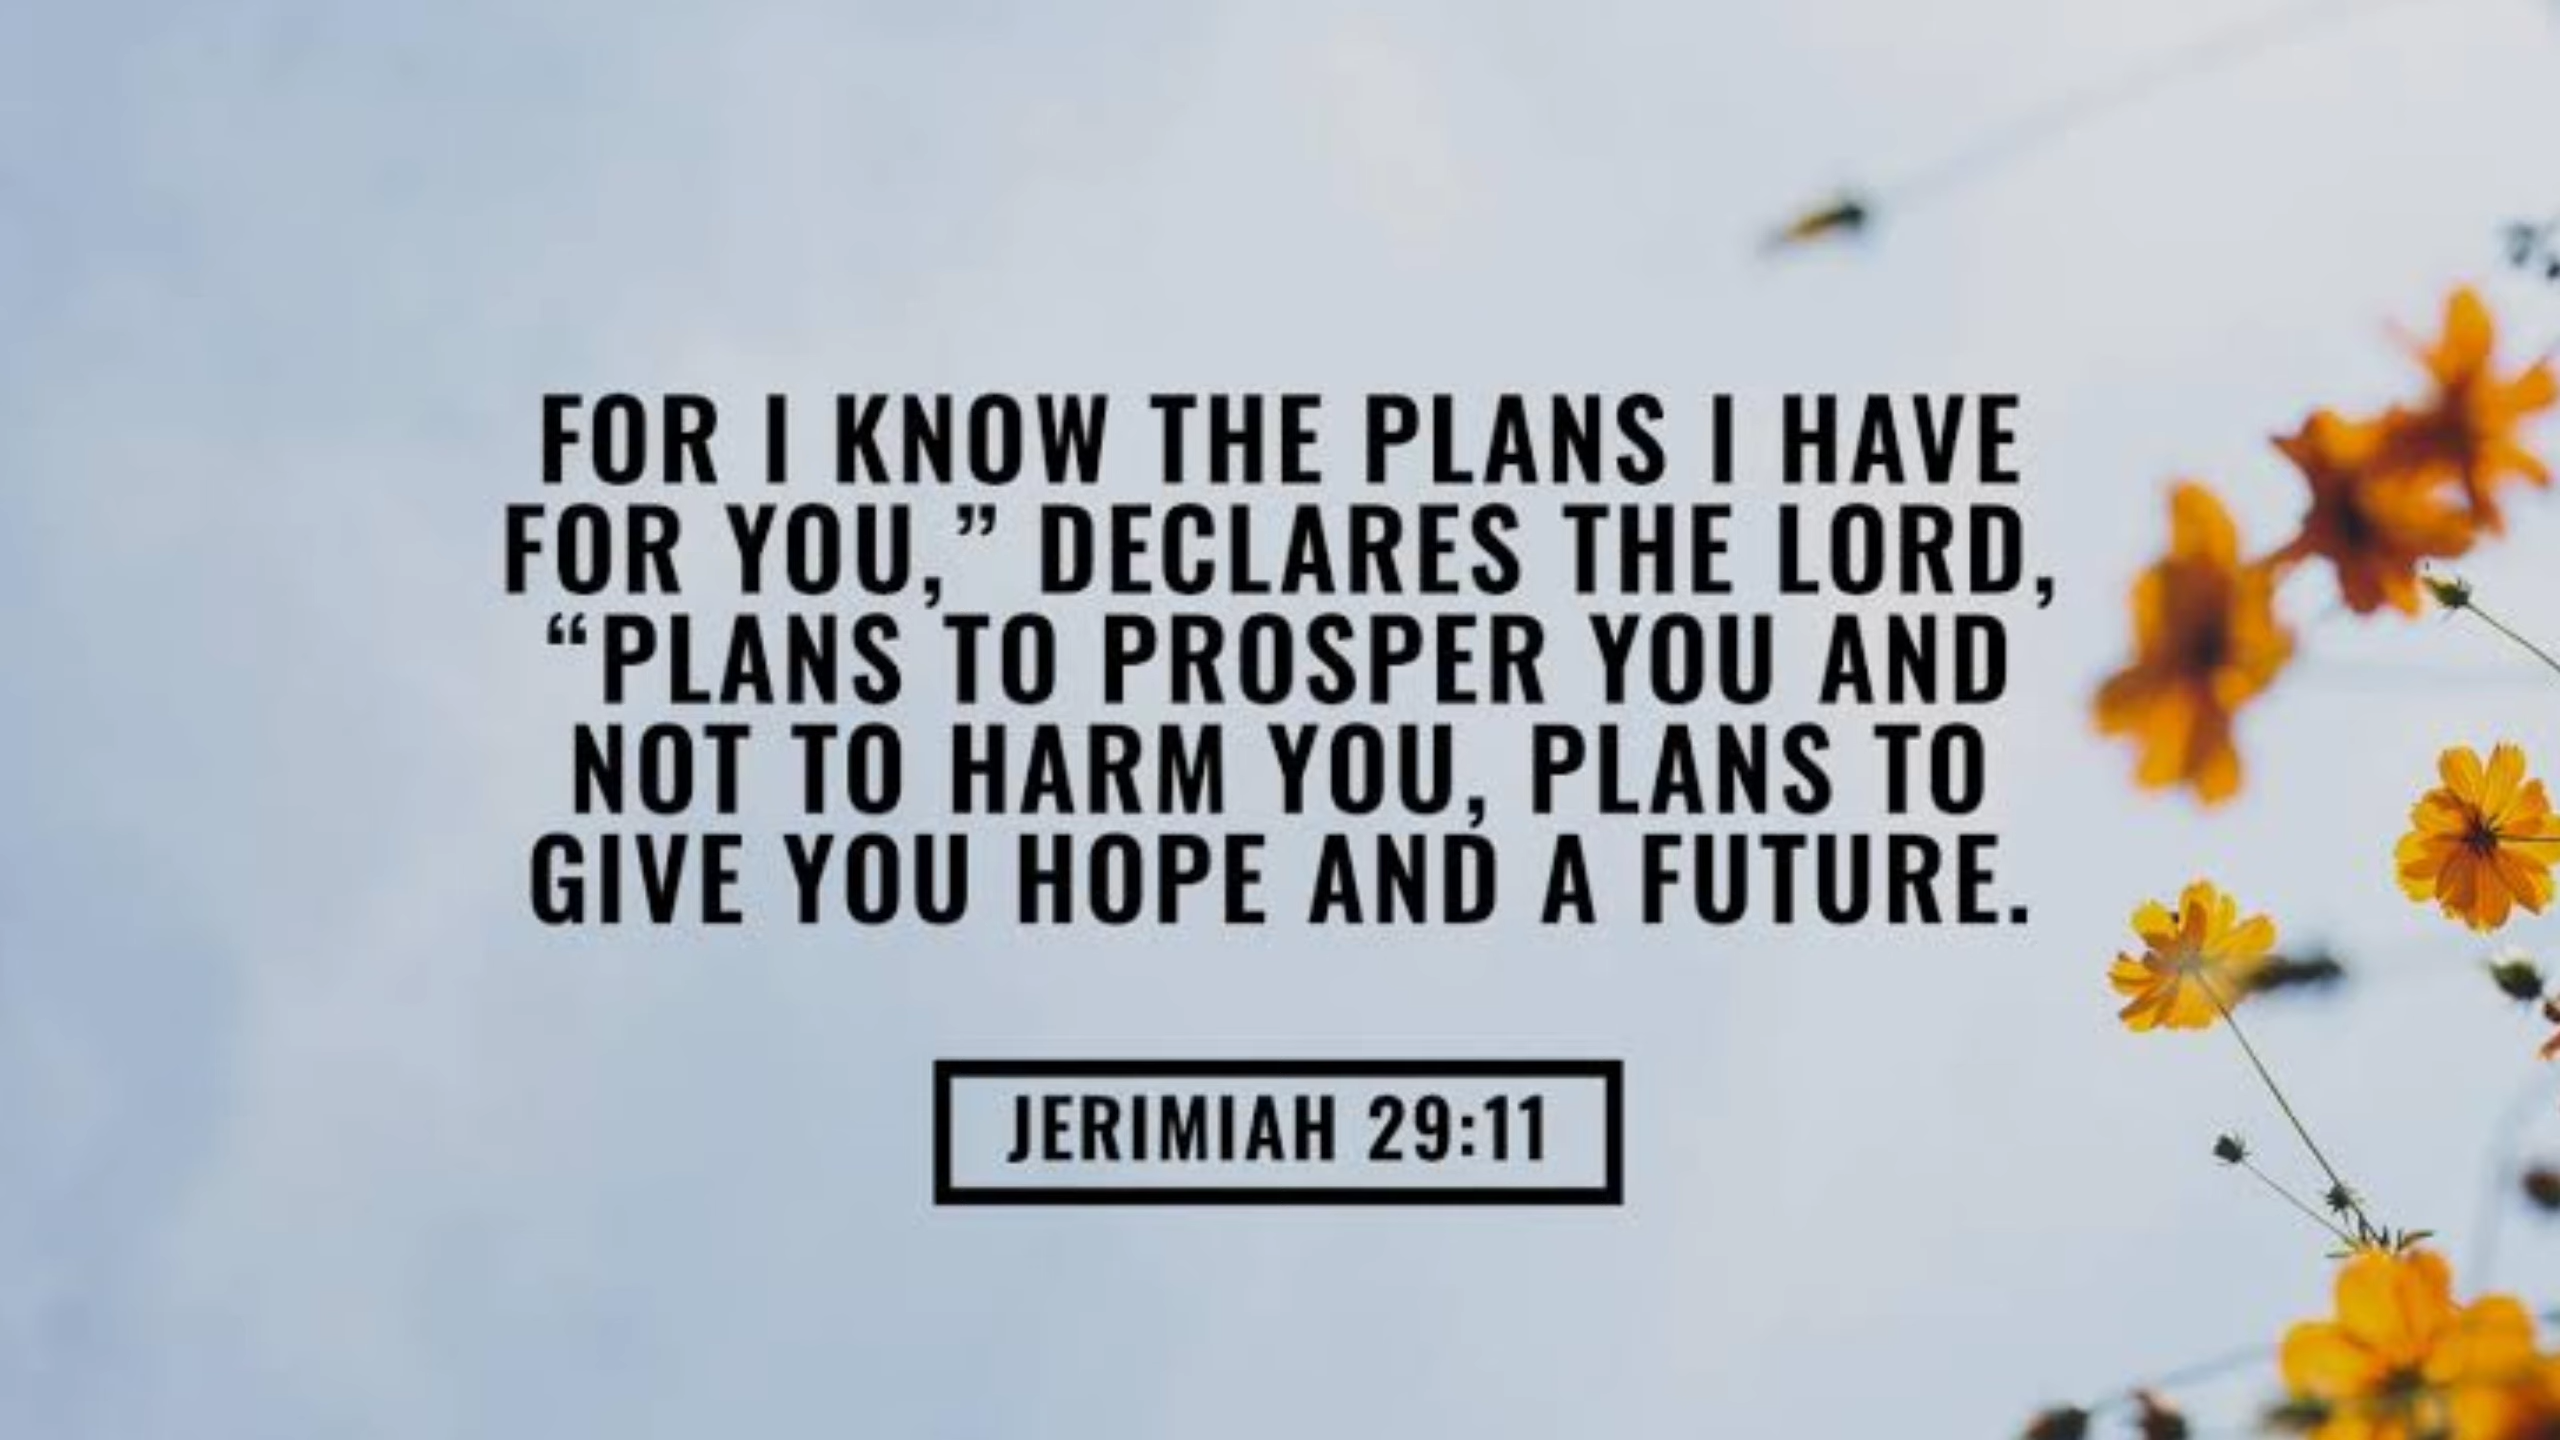 FOR I KNOW THE PLANS I HAVE
FOR YOU,” DECLARES THE LORD,
“PLANS TO PROSPER YOU AND
NOT TO HARM YOU, PLANS TO
GIVE YOU HOPE AND A FUTURE.
JERIMIAH 29:11